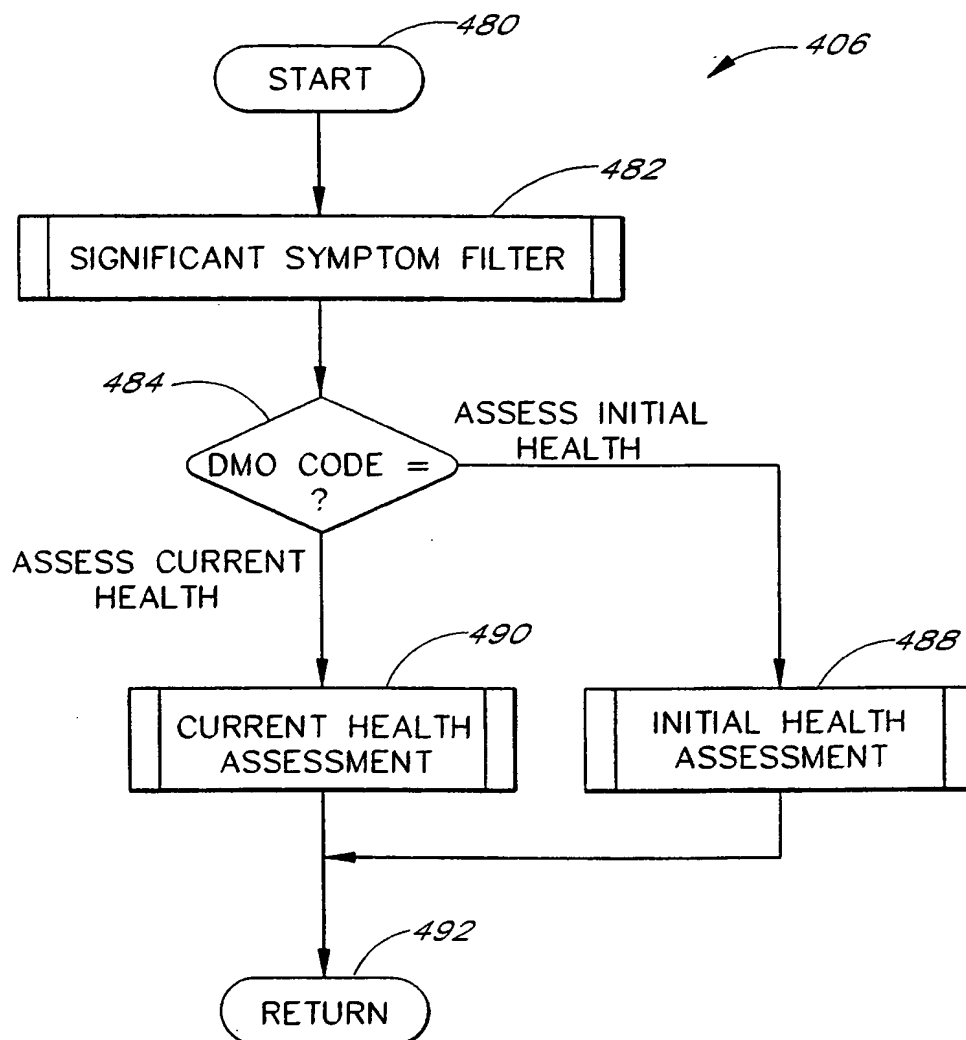 480
START
406
482
SIGNIFICANT SYMPTOM FILTER
484
ASSESS INITIAL
HEALTH
DMO CODE =
?
ASSESS CURRENT
HEALTH
490
CURRENT HEALTH
ASSESSMENT
488
INITIAL HEALTH
ASSESSMENT
492
RETURN